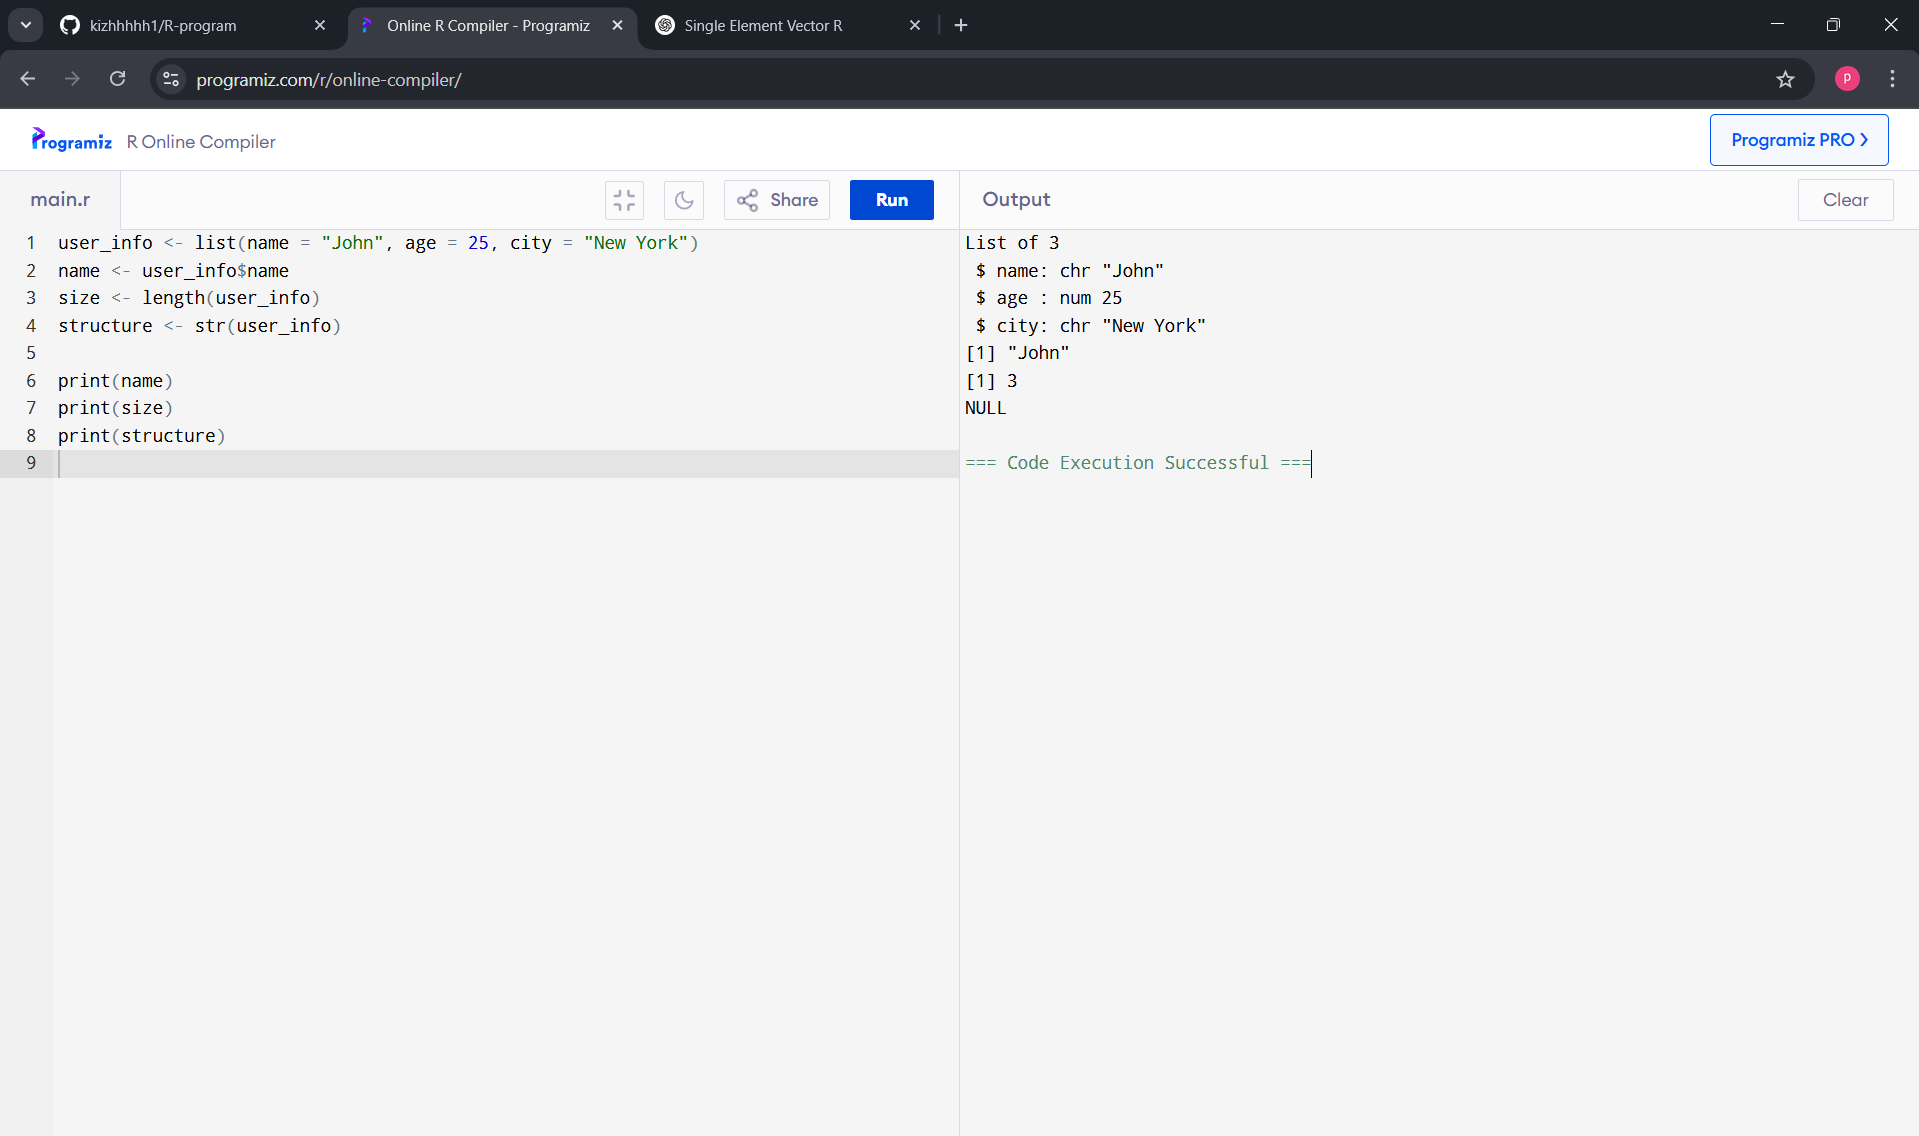 kizhhhhh1/R-program
Online R Compiler - Programiz
Single Element Vector R
programiz.com/r/online-compiler/
P
Programiz R Online Compiler
Programiz PRO
main.r
Share
Run
Output
Clear
1 user_info <- list(name = "John", age = 25, city = "New York")
2 name <- user_info$name
3 size <- length(user_info)
4 structure <- str(user_info)
5
6 print(name)
7 print(size)
8 print(structure)
9
List of 3
 $ name: chr "John"
 $ age : num 25
 $ city: chr "New York"
[1] "John"
[1] 3
NULL
=== Code Execution Successful ===